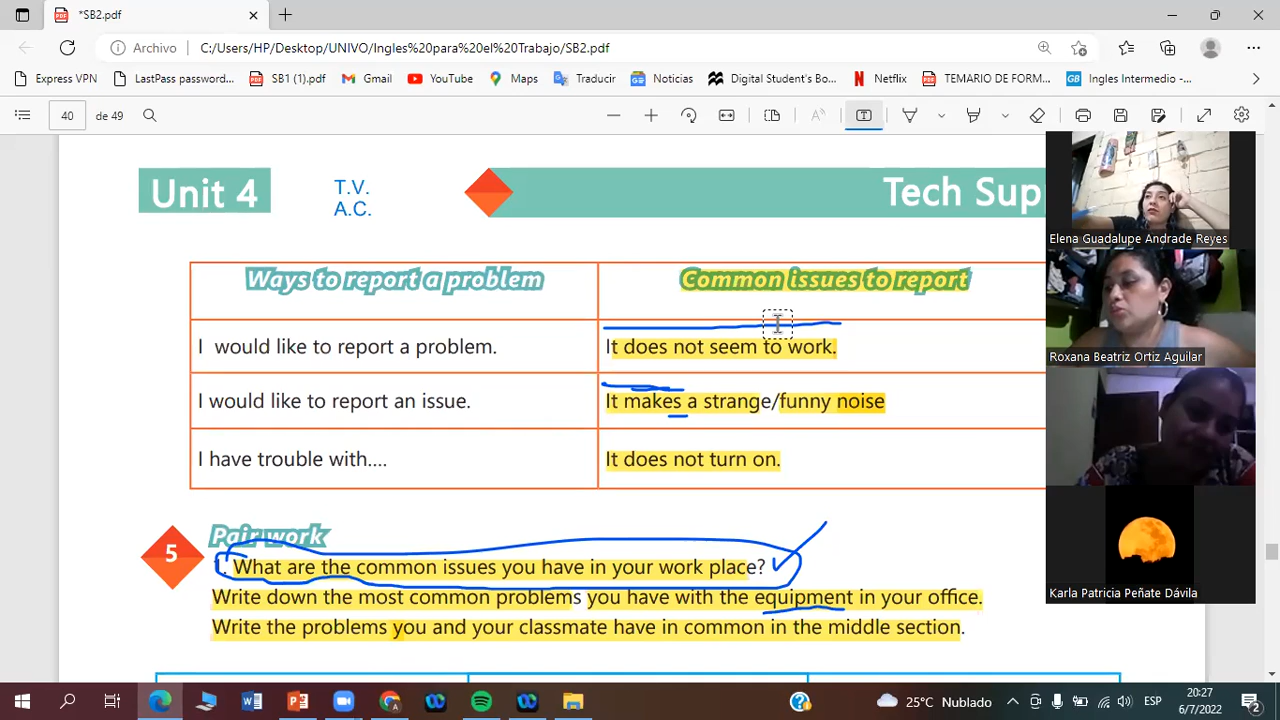 *SB2.pdf
Archivo
C:/Users/HP/Desktop/UNIVO/Ingles%20para%20el%20Trabajo/SB2.pdf
Express VPN
LastPass password...
SB1 (1).pdf
Gmail
YouTube
Maps
Traducir
Noticias
Digital Student's Bo...
Netflix
TEMARIO DE FORM...
Ingles Intermedio -...
40
de 49
Unit 4
T.V.
A.C.
Tech Sup
Ways to report a problem
Common issues to report
I would like to report a problem.
It does not seem to work.
I would like to report an issue.
It makes a strange/funny noise
I have trouble with....
It does not turn on.
5
Pair work
1. What are the common issues you have in your work place?
Write down the most common problems you have with the equipment in your office.
Write the problems you and your classmate have in common in the middle section.
Elena Guadalupe Andrade Reyes
Roxana Beatriz Ortiz Aguilar
Karla Patricia Peñate Dávila
25°C Nublado
ESP
20:27
6/7/2022
2